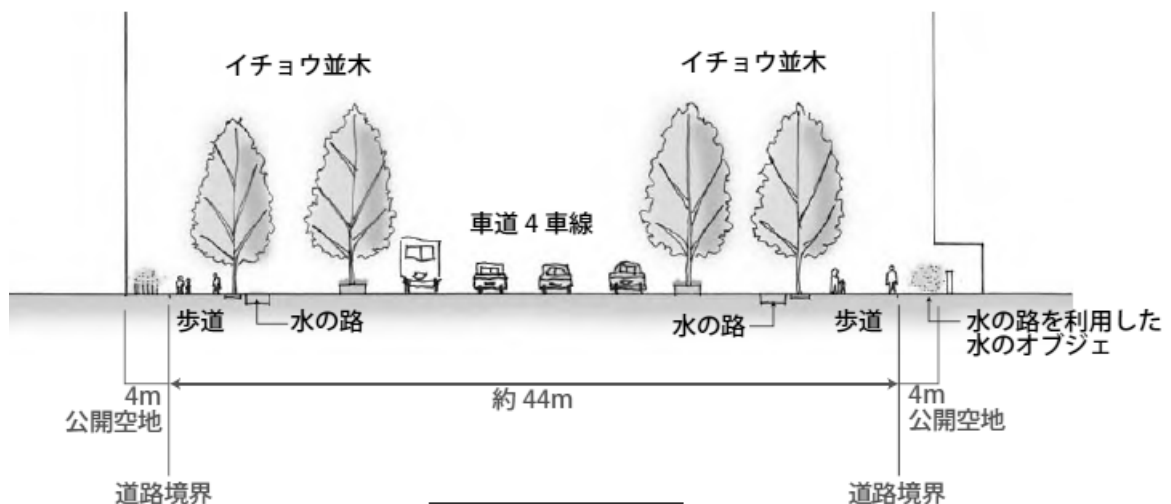 イチョウ並木
イチョウ並木
車道 4 車線
歩道
水の路
水の路
歩道
水の路を利用した
水のオブジェ
4m
公開空地
約 44m
4m
公開空地
道路境界
道路境界